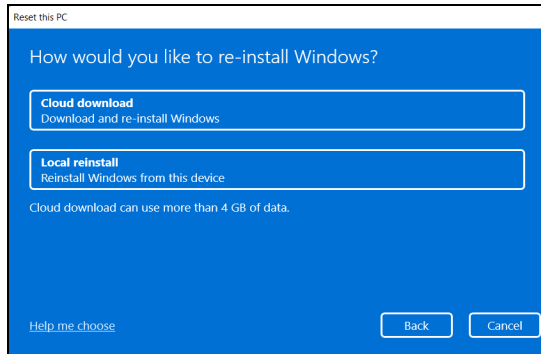 Reset this PC
How would you like to re-install Windows?
Cloud download
Download and re-install Windows
Local reinstall
Reinstall Windows from this device
Cloud download can use more than 4 GB of data.
Help me choose
Back
Cancel